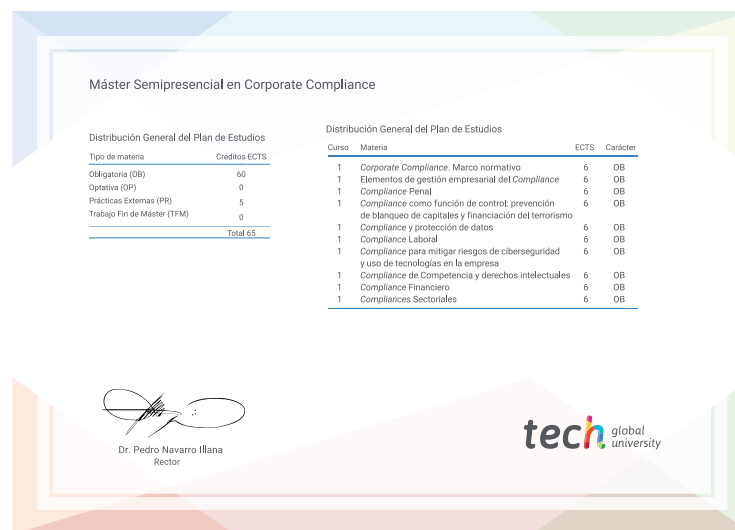 Máster Semipresencial en Corporate Compliance
Distribución General del Plan de Estudios
Tipo de materia Créditos ECTS
Obligatoria (OB) 60
Optativa (OP) 0
Prácticas Externas (PR) 5
Trabajo Fin de Máster (TFM) 0
Total 65
Distribución General del Plan de Estudios
Curso Materia ECTS Carácter
1 Corporate Compliance. Marco normativo 6 OB
1 Elementos de gestión empresarial del Compliance 6 OB
1 Compliance Penal 6 OB
1 Compliance como función de control: prevención 6 OB
de blanqueo de capitales y financiación del terrorismo
1 Compliance y protección de datos 6 OB
1 Compliance Laboral 6 OB
1 Compliance para mitigar riesgos de ciberseguridad 6 OB
y uso de tecnologías en la empresa
1 Compliance de Competencia y derechos intelectuales 6 OB
1 Compliance Financiero 6 OB
1 Compliances Sectoriales 6 OB
Dr. Pedro Navarro Illana
Rector
tech global
university